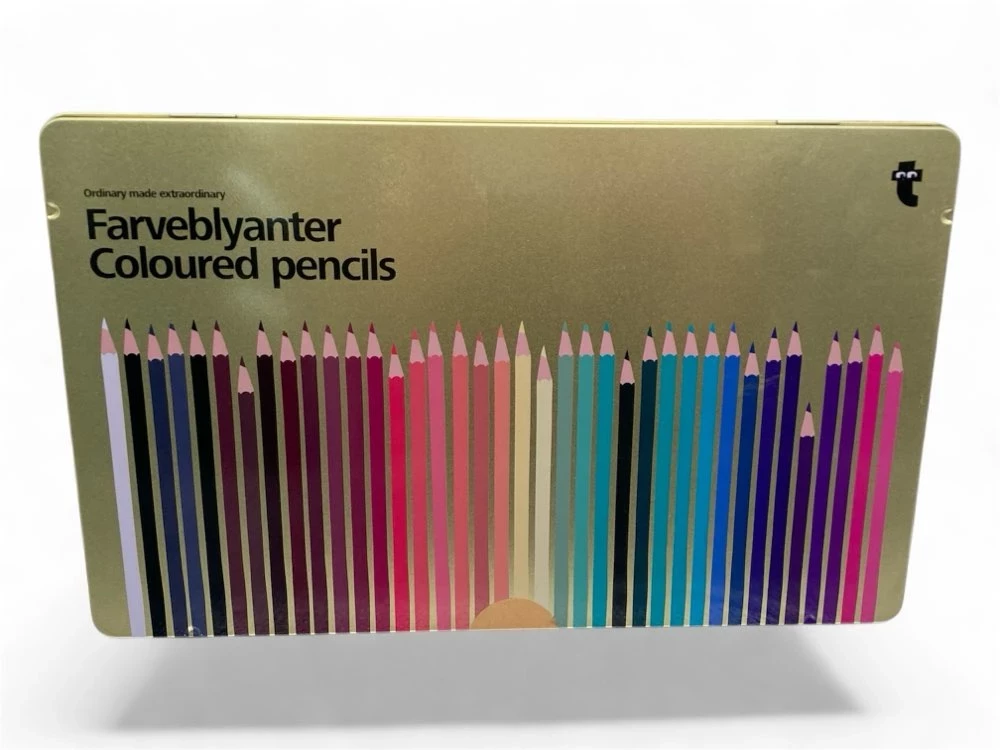 Ordinary made extraordinary
Farveblyanter
Coloured pencils
t